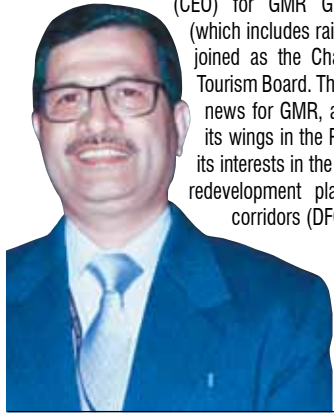 (CEO) for GMR G
(which includes rai
joined as the Cha
Tourism Board. Th
news for GMR, a
its wings in the R
its interests in the
redevelopment pla
corridors (DF